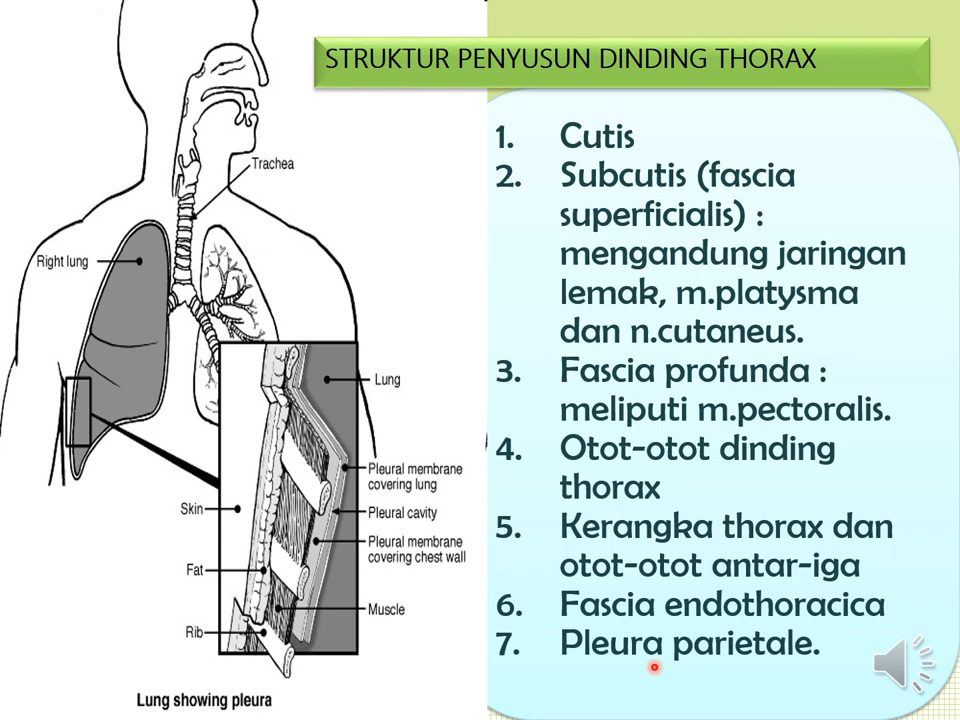 STRUKTUR PENYUSUN DINDING THORAX
1. Cutis
2. Subcutis (fascia
superficialis) :
mengandung jaringan
lemak, m.platysma
dan n.cutaneus.
3. Fascia profunda :
meliputi m.pectoralis.
4. Otot-otot dinding
thorax
5. Kerangka thorax dan
otot-otot antar-iga
6. Fascia endothoracica
7. Pleura parietale.
Trachea
Right lung
Lung
Pleural membrane
covering lung
Skin
Pleural cavity
Pleural membrane
covering chest wall
Fat
Muscle
Rib
Lung showing pleura